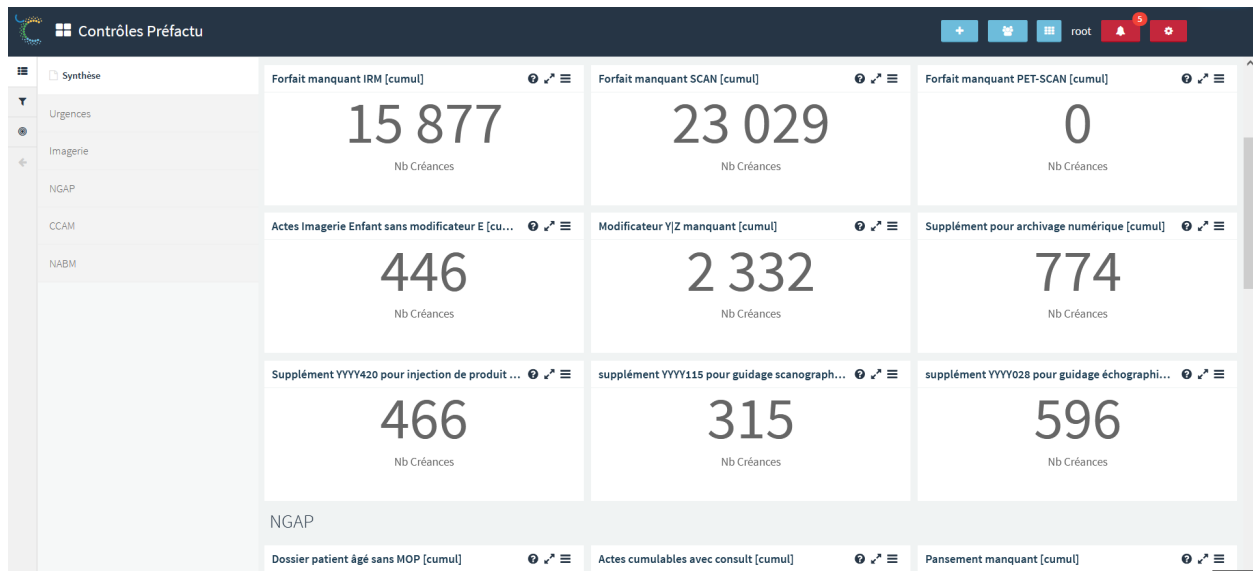 Contrôles Préfactu
root
5
Synthèse
Urgences
Imagerie
NGAP
CCAM
NABM
Forfait manquant IRM [cumul]
15 877
Nb Créances
Forfait manquant SCAN [cumul]
23 029
Nb Créances
Forfait manquant PET-SCAN [cumul]
0
Nb Créances
Actes Imagerie Enfant sans modificateur E [cu...
446
Nb Créances
Modificateur Y|Z manquant [cumul]
2 332
Nb Créances
Supplément pour archivage numérique [cumul]
774
Nb Créances
Supplément YYYY420 pour injection de produit ...
466
Nb Créances
supplément YYYY115 pour guidage scanograph...
315
Nb Créances
supplément YYYY028 pour guidage échographi...
596
Nb Créances
NGAP
Dossier patient âgé sans MOP [cumul]
Actes cumulables avec consult [cumul]
Pansement manquant [cumul]